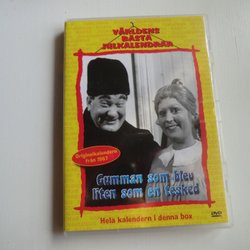 VÄRLDENS
BÄSTA
JULKALENDRAR
Originalkalendern
från 1967
Gumman som blev
liten som en tesked
Hela kalendern i denna box
DVD